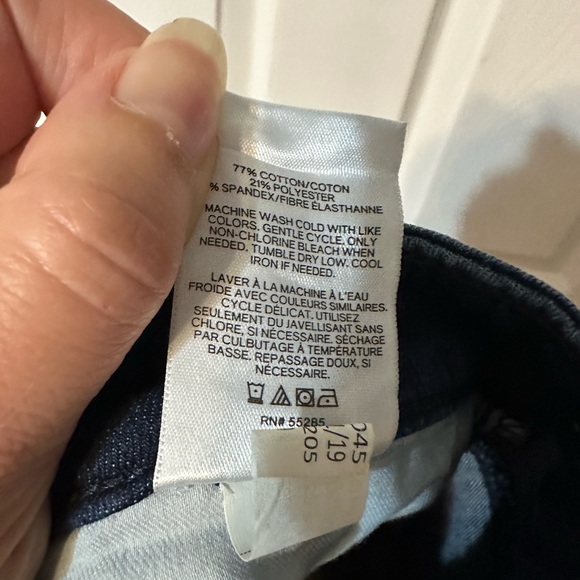 77% COTTON/COTON
21% POLYESTER
% SPANDEX/FIBRE ÉLASTHANNE
MACHINE WASH COLD WITH LIKE
COLORS. GENTLE CYCLE. ONLY
NON-CHLORINE BLEACH WHEN
NEEDED. TUMBLE DRY LOW. COOL
IRON IF NEEDED.
LAVER À LA MACHINE À L'EAU
FROIDE AVEC COULEURS SIMILAIRES.
CYCLE DÉLICAT. UTILISEZ
SEULEMENT DU JAVELLISANT SANS
CHLORE, SI NÉCESSAIRE. SÉCHAGE
PAR CULBUTAGE À TEMPÉRATURE
BASSE. REPASSAGE DOUX, SI
NÉCESSAIRE.
RN# 55285
045
/19
205